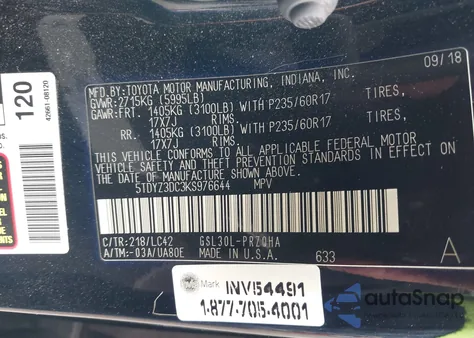 120
42661-0B120
09/18
MFD.BY:TOYOTA MOTOR MANUFACTURING, INDIANA, INC.
GVWR:2715KG (5995LB)
GAWR:FRT. 1405KG (3100LB) WITH P235/60R17 TIRES,
17X7J RIMS.
RR. 1405KG (3100LB) WITH P235/60R17 TIRES,
17X7J RIMS.
THIS VEHICLE CONFORMS TO ALL APPLICABLE FEDERAL MOTOR
VEHICLE SAFETY AND THEFT PREVENTION STANDARDS IN EFFECT ON
THE DATE OF MANUFACTURE SHOWN ABOVE.
5TDYZ3DC3KS976644 MPV
C/TR:218/LC42 GSL30L-PRZQHA
A/TM:-03A/UA80E MADE IN U.S.A. 633 A
Mark INV54491
1-877-705-4001
autoSnap